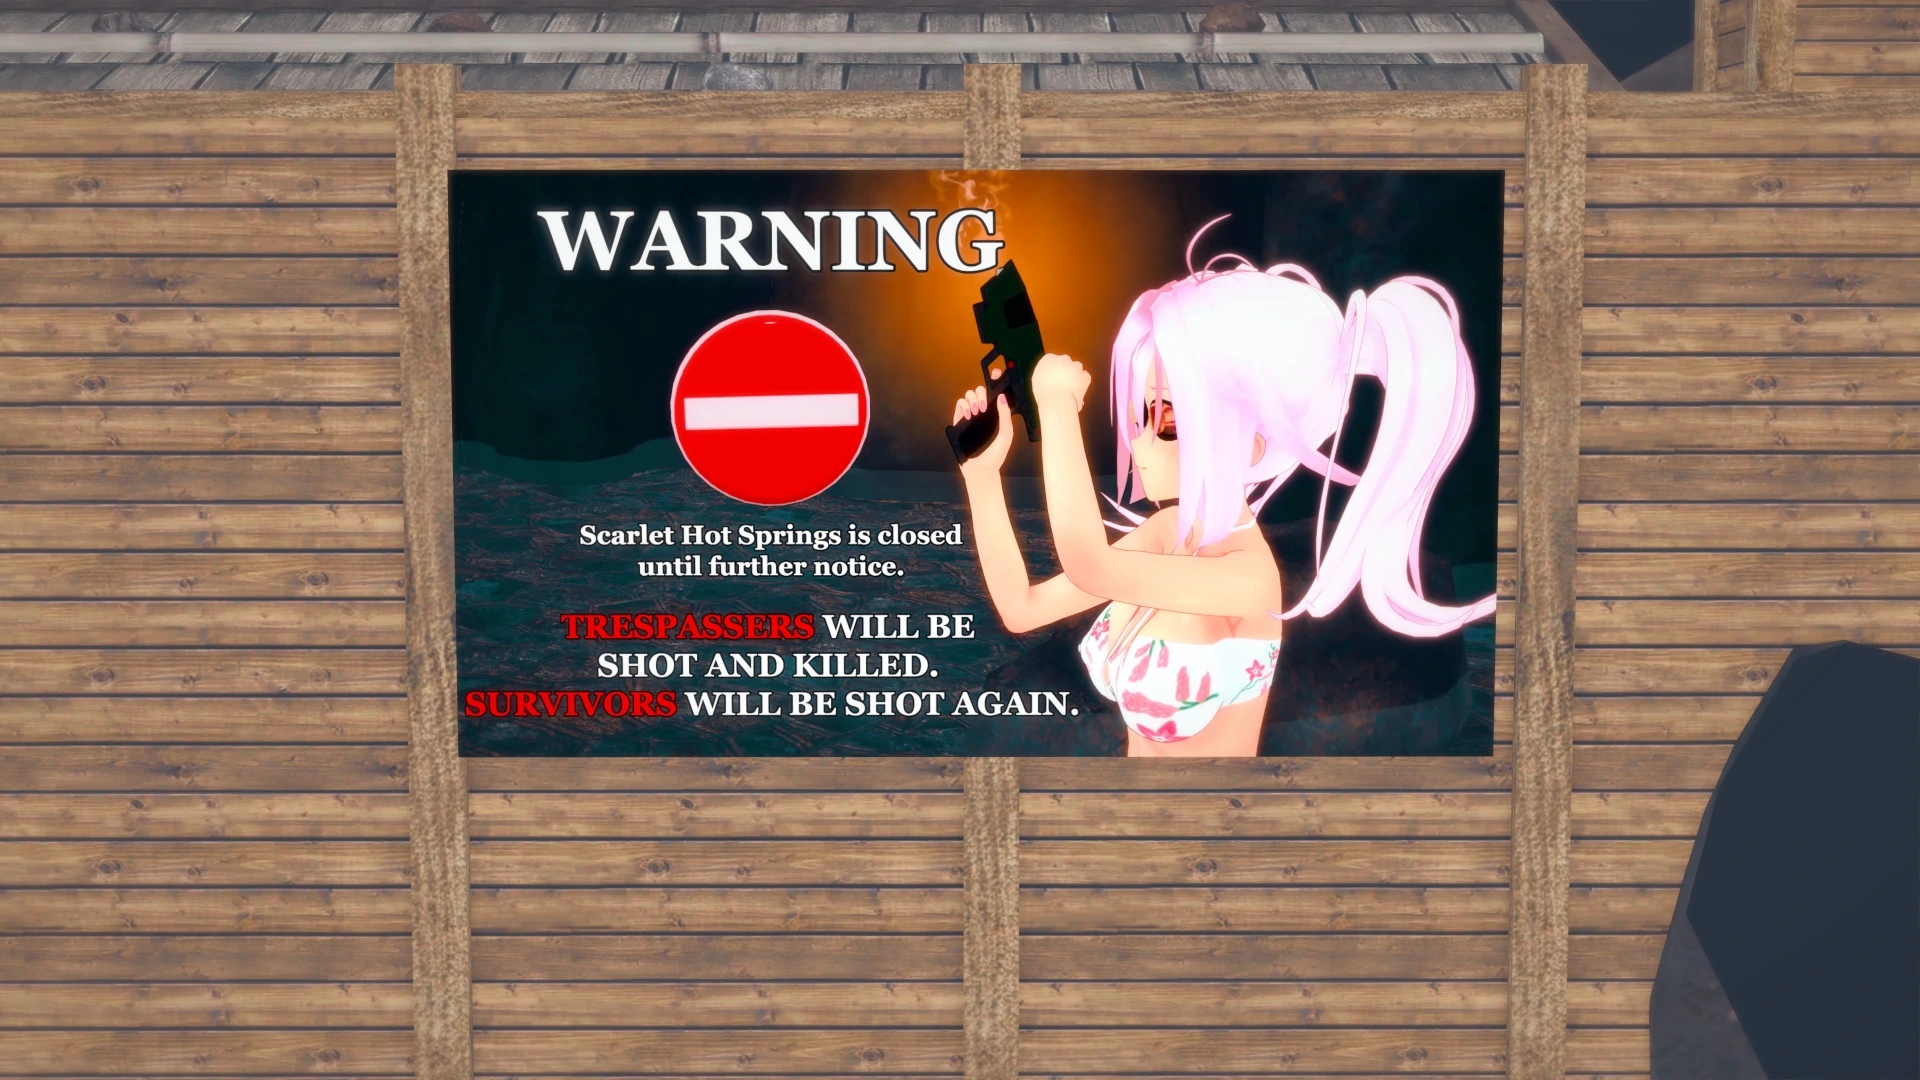 WARNING
Scarlet Hot Springs is closed
until further notice.
TRESPASSERS WILL BE
SHOT AND KILLED.
SURVIVORS WILL BE SHOT AGAIN.